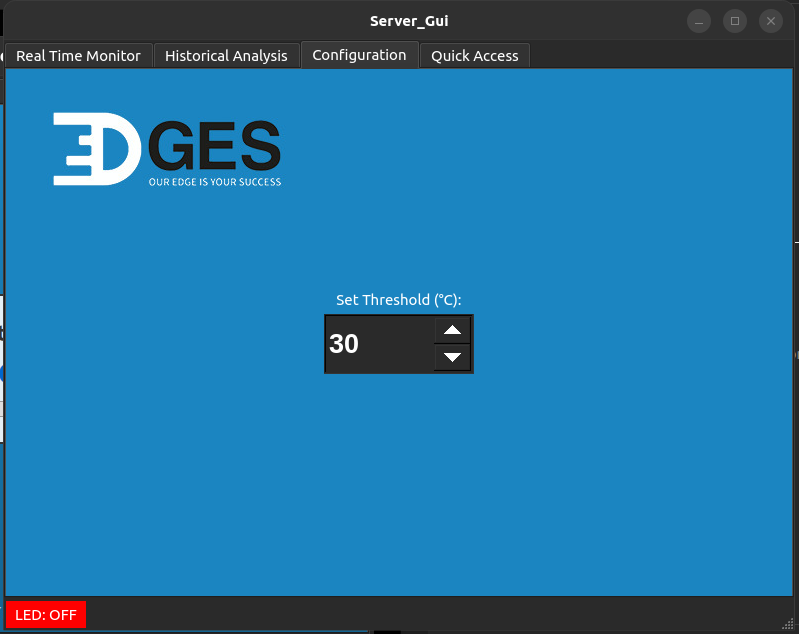 Server_Gui
Real Time Monitor Historical Analysis Configuration Quick Access
EDGES
OUR EDGE IS YOUR SUCCESS
Set Threshold (°C):
30
LED: OFF